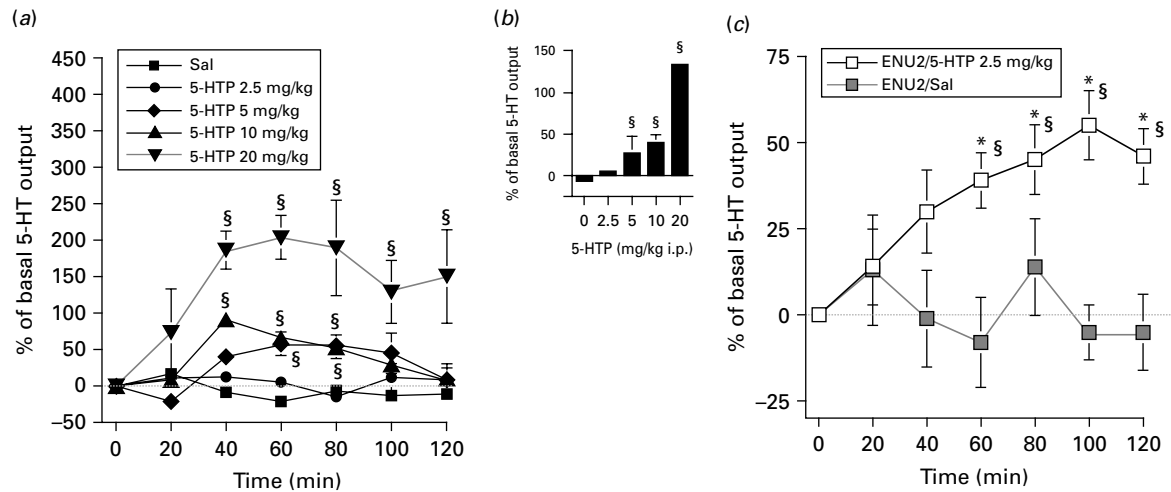 (a)
Sal
5-HTP 2.5 mg/kg
5-HTP 5 mg/kg
5-HTP 10 mg/kg
5-HTP 20 mg/kg
% of basal 5-HT output
450
400
350
300
250
200
150
100
50
0
−50
§
§
§
§
§
§
§
§
§
§
0 20 40 60 80 100 120
Time (min)
(b)
% of basal 5-HT output
150
100
50
0
§
§
§
0 2.5 5 10 20
5-HTP (mg/kg i.p.)
(c)
ENU2/5-HTP 2.5 mg/kg
ENU2/Sal
% of basal 5-HT output
75
50
25
0
−25
*
§
*
§
*
§
*
§
0 20 40 60 80 100 120
Time (min)